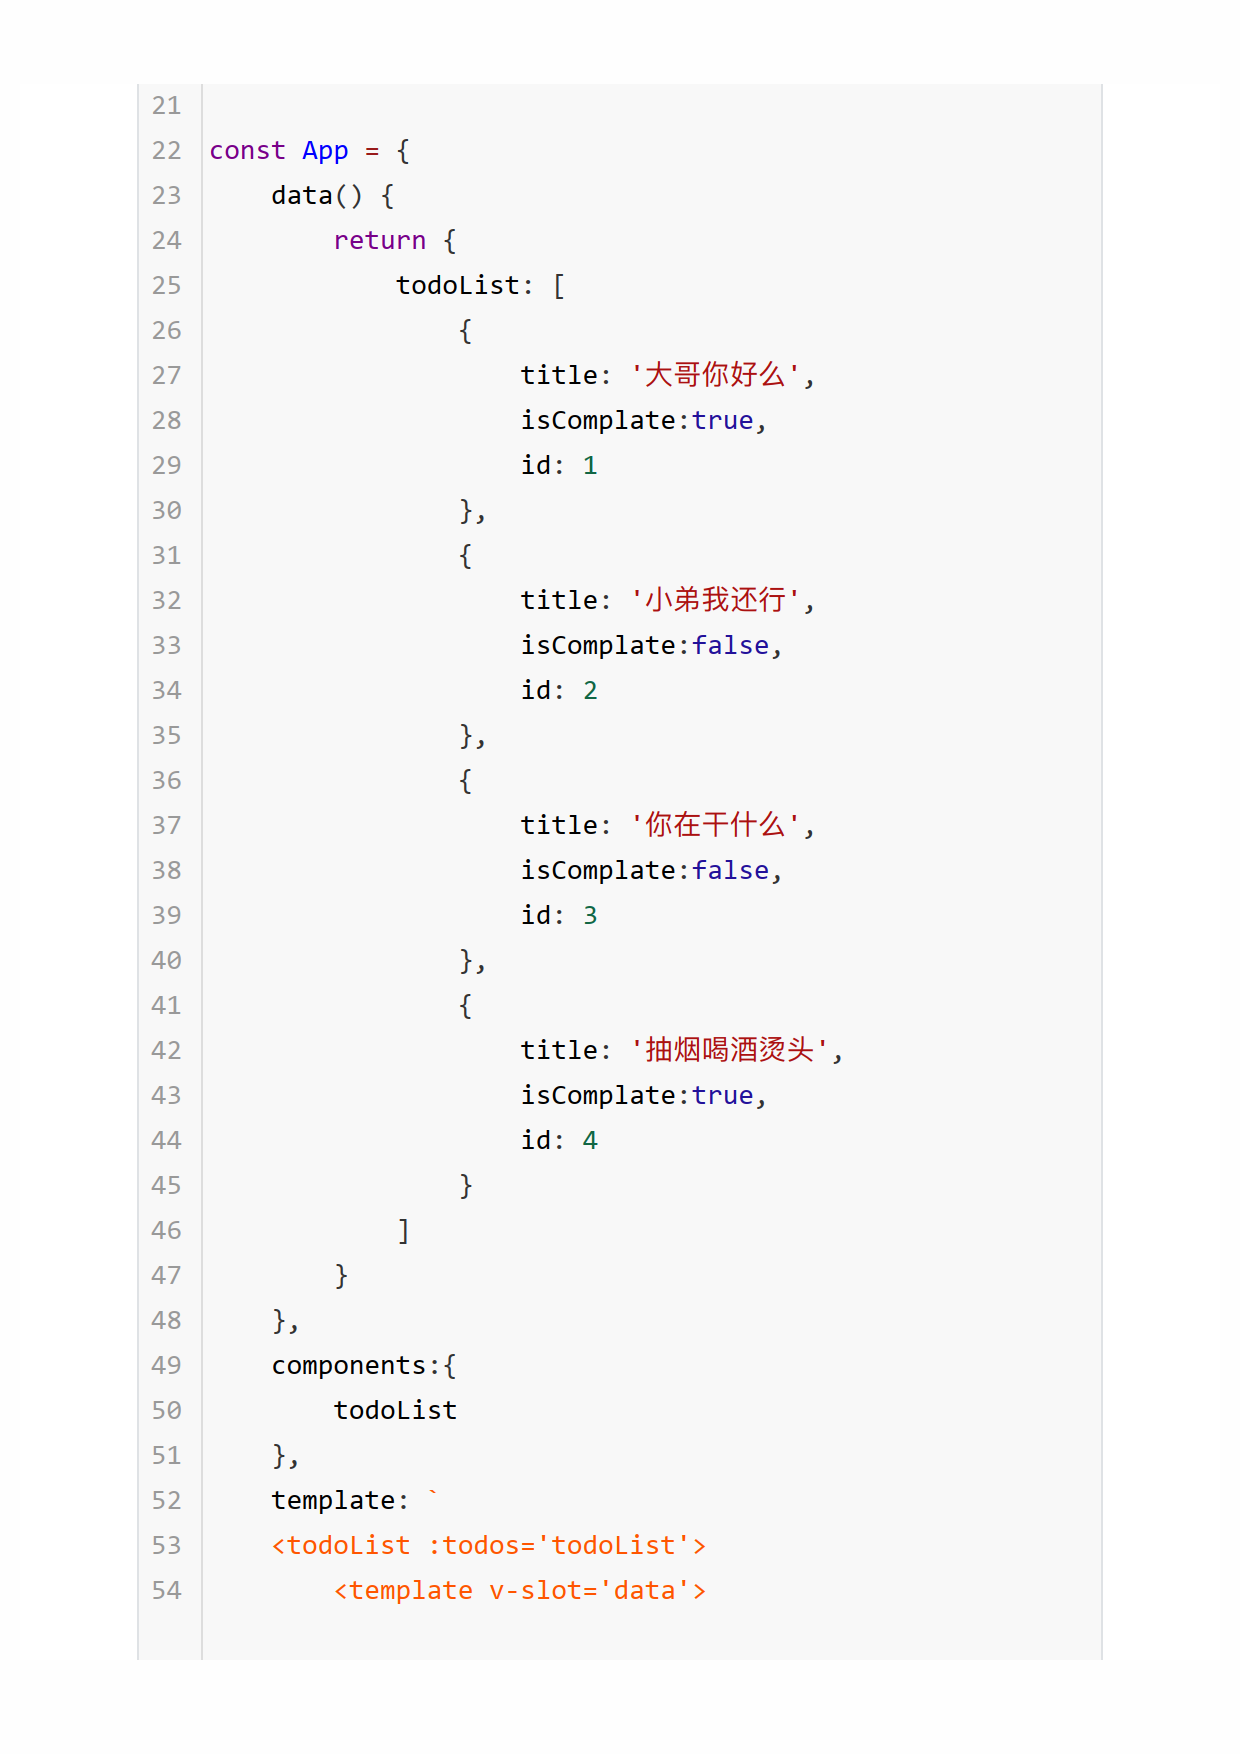 21
22 const App = {
23     data() {
24         return {
25             todoList: [
26                 {
27                     title: '大哥你好么',
28                     isComplate:true,
29                     id: 1
30                 },
31                 {
32                     title: '小弟我还行',
33                     isComplate:false,
34                     id: 2
35                 },
36                 {
37                     title: '你在干什么',
38                     isComplate:false,
39                     id: 3
40                 },
41                 {
42                     title: '抽烟喝酒烫头',
43                     isComplate:true,
44                     id: 4
45                 }
46             ]
47         }
48     },
49     components:{
50         todoList
51     },
52     template: `
53     <todoList :todos='todoList'>
54         <template v-slot='data'>